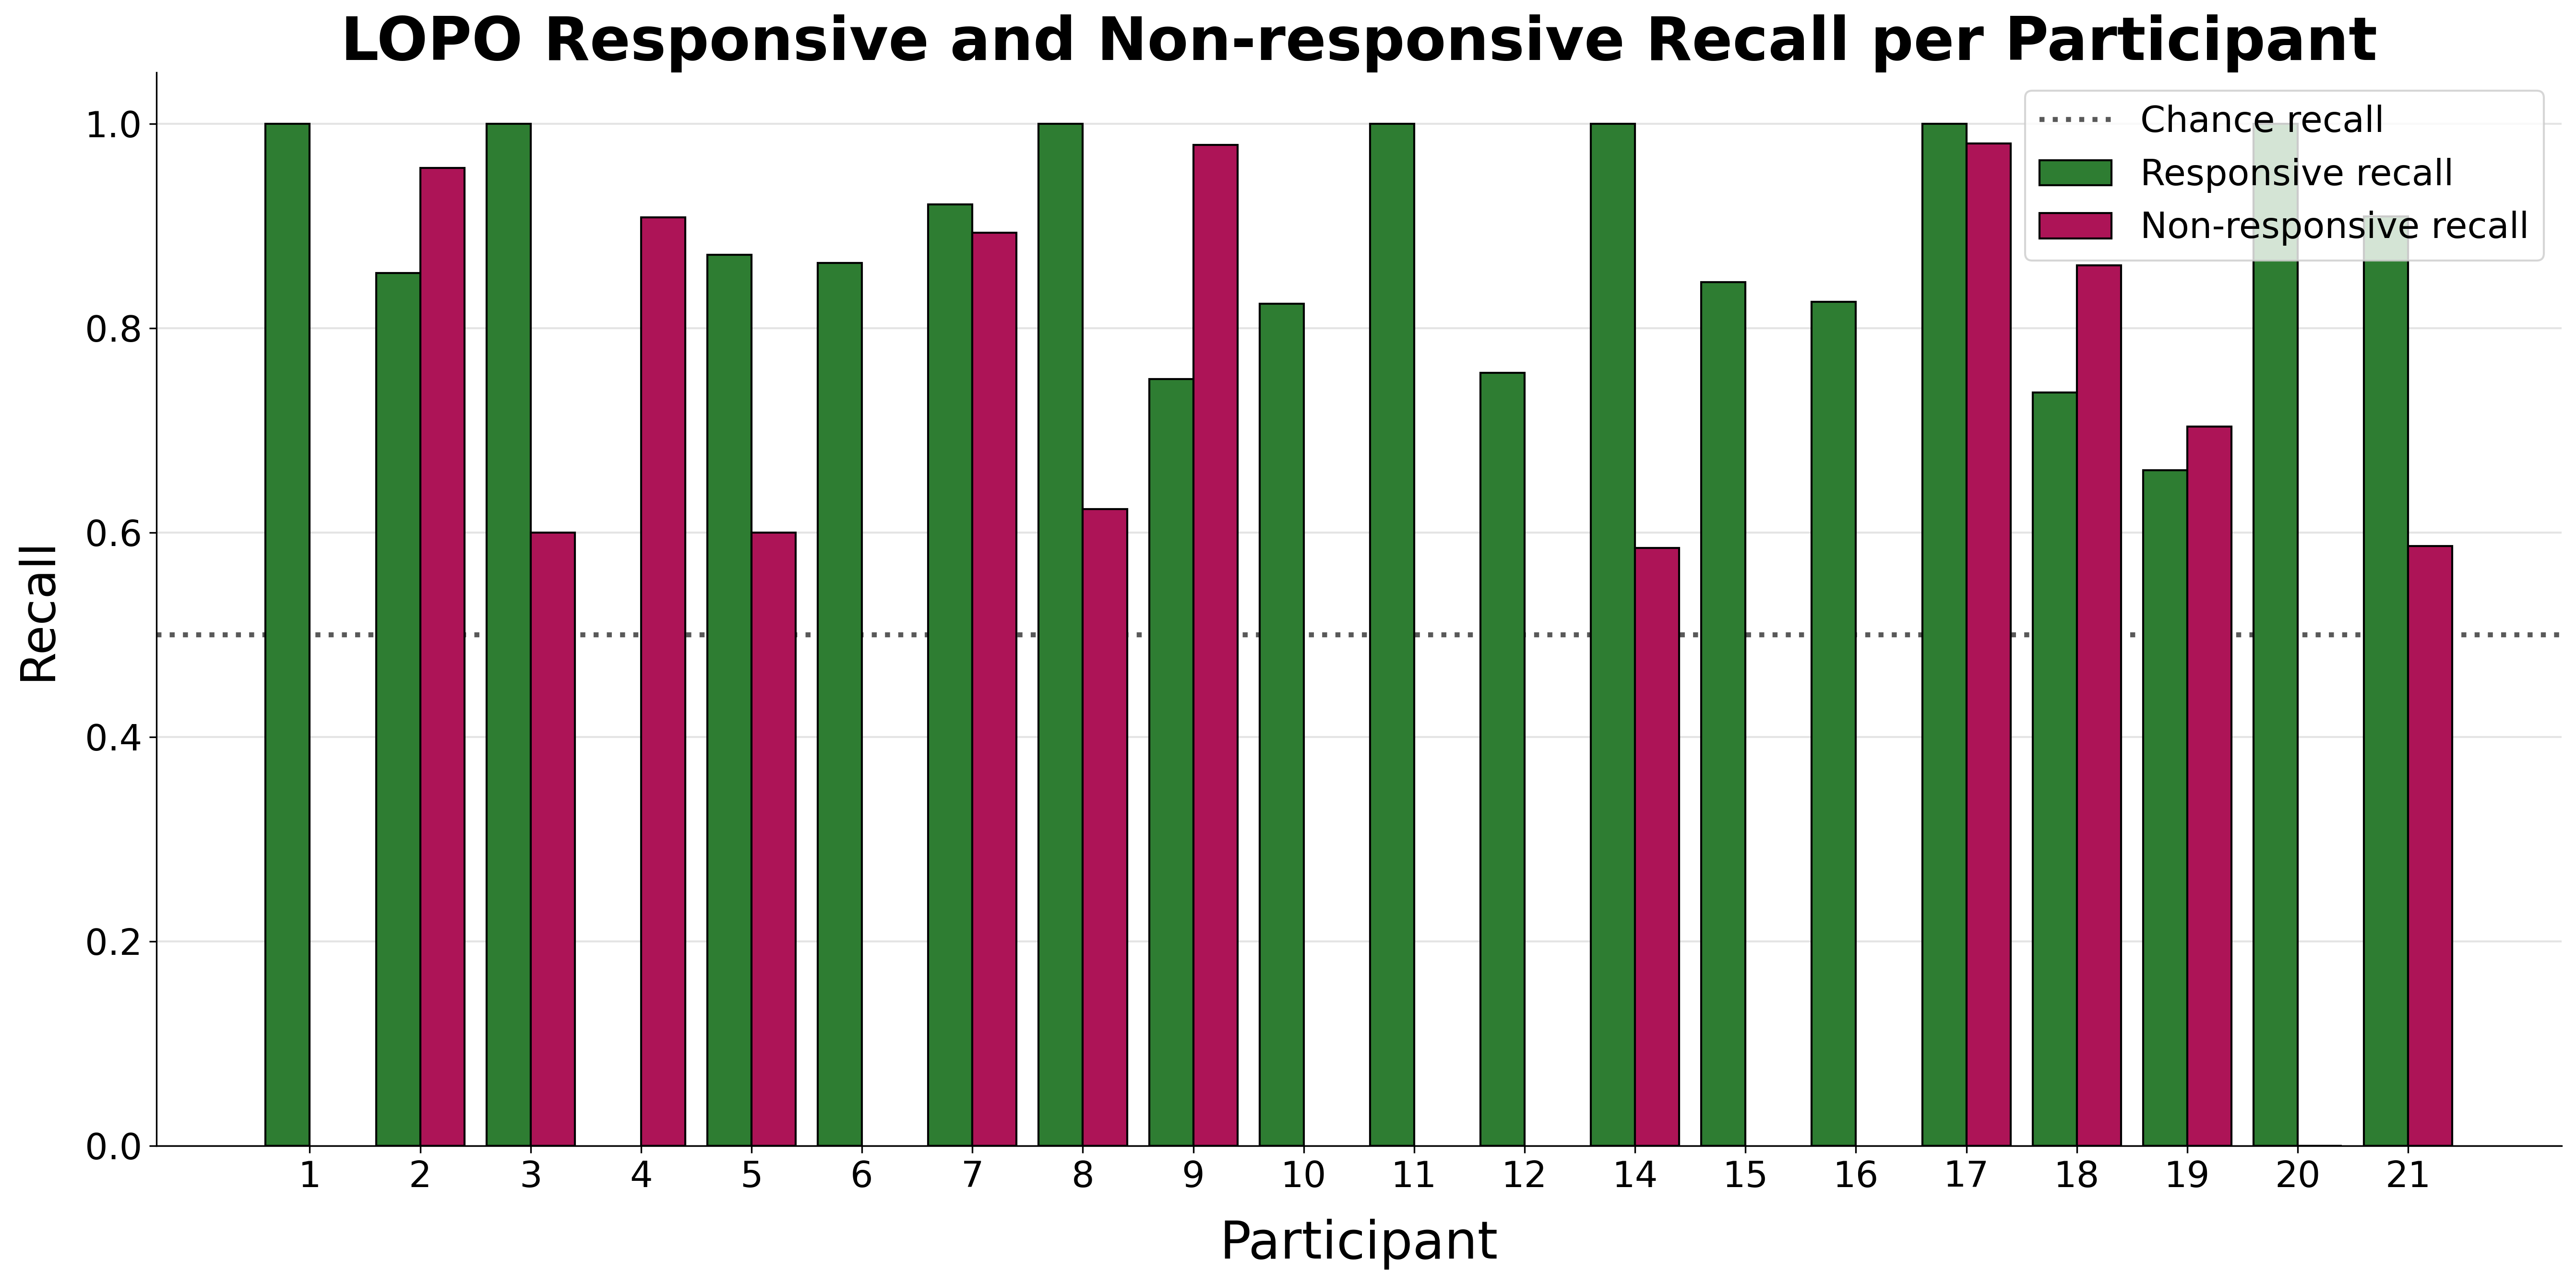 LOPO Responsive and Non-responsive Recall per Participant
Chance recall
Responsive recall
Non-responsive recall
Recall
1.0
0.8
0.6
0.4
0.2
0.0
1 2 3 4 5 6 7 8 9 10 11 12 14 15 16 17 18 19 20 21
Participant